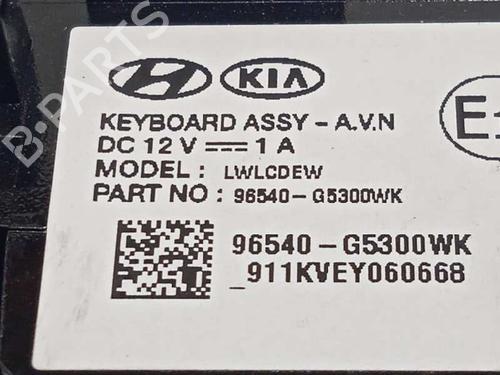 KIA
KEYBOARD ASSY - A.V.N
DC 12 V ⎓ 1 A
MODEL : LWLCDEW
PART NO : 96540-G5300WK
96540-G5300WK
_911KVEY060668
B-PARTS